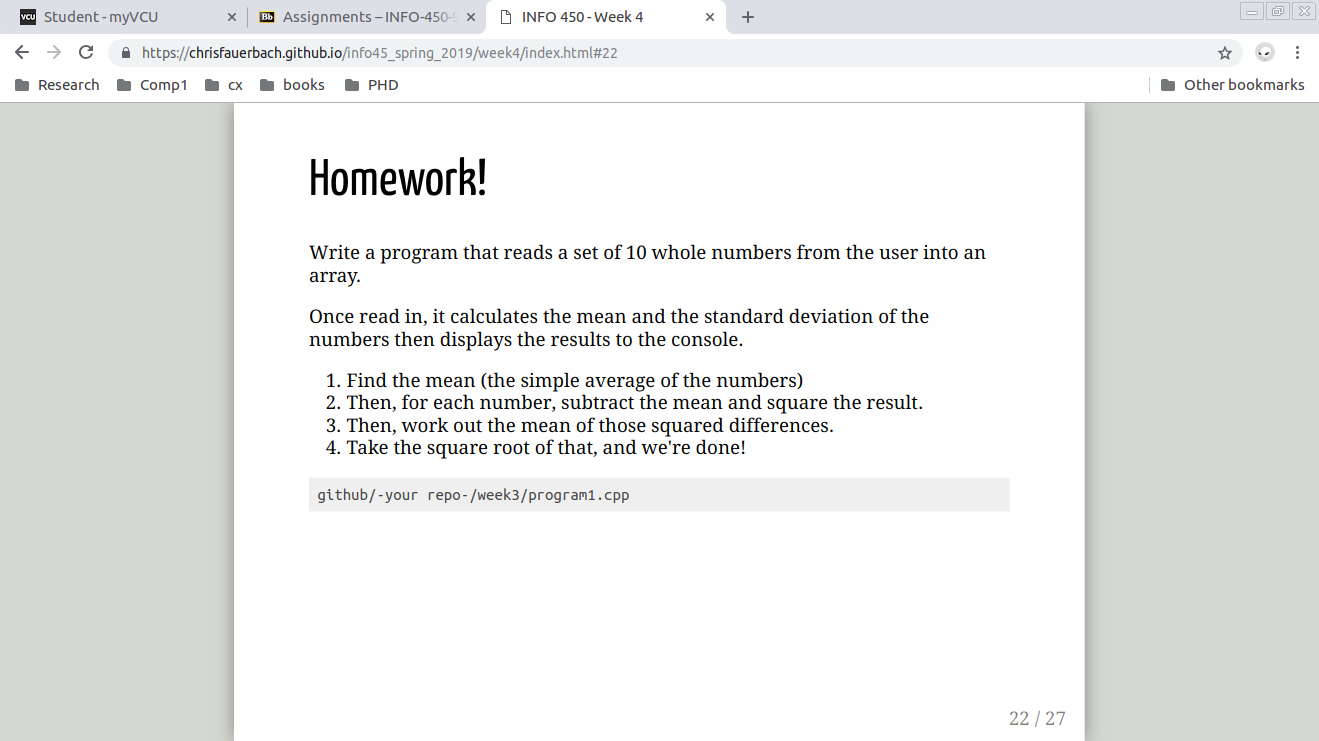 VCU Student - myVCU
Bb Assignments – INFO-450-
INFO 450 - Week 4
https://chrisfauerbach.github.io/info45_spring_2019/week4/index.html#22
Research Comp1 cx books PHD Other bookmarks
Homework!
Write a program that reads a set of 10 whole numbers from the user into an
array.
Once read in, it calculates the mean and the standard deviation of the
numbers then displays the results to the console.
1. Find the mean (the simple average of the numbers)
2. Then, for each number, subtract the mean and square the result.
3. Then, work out the mean of those squared differences.
4. Take the square root of that, and we're done!
github/-your repo-/week3/program1.cpp
22 / 27